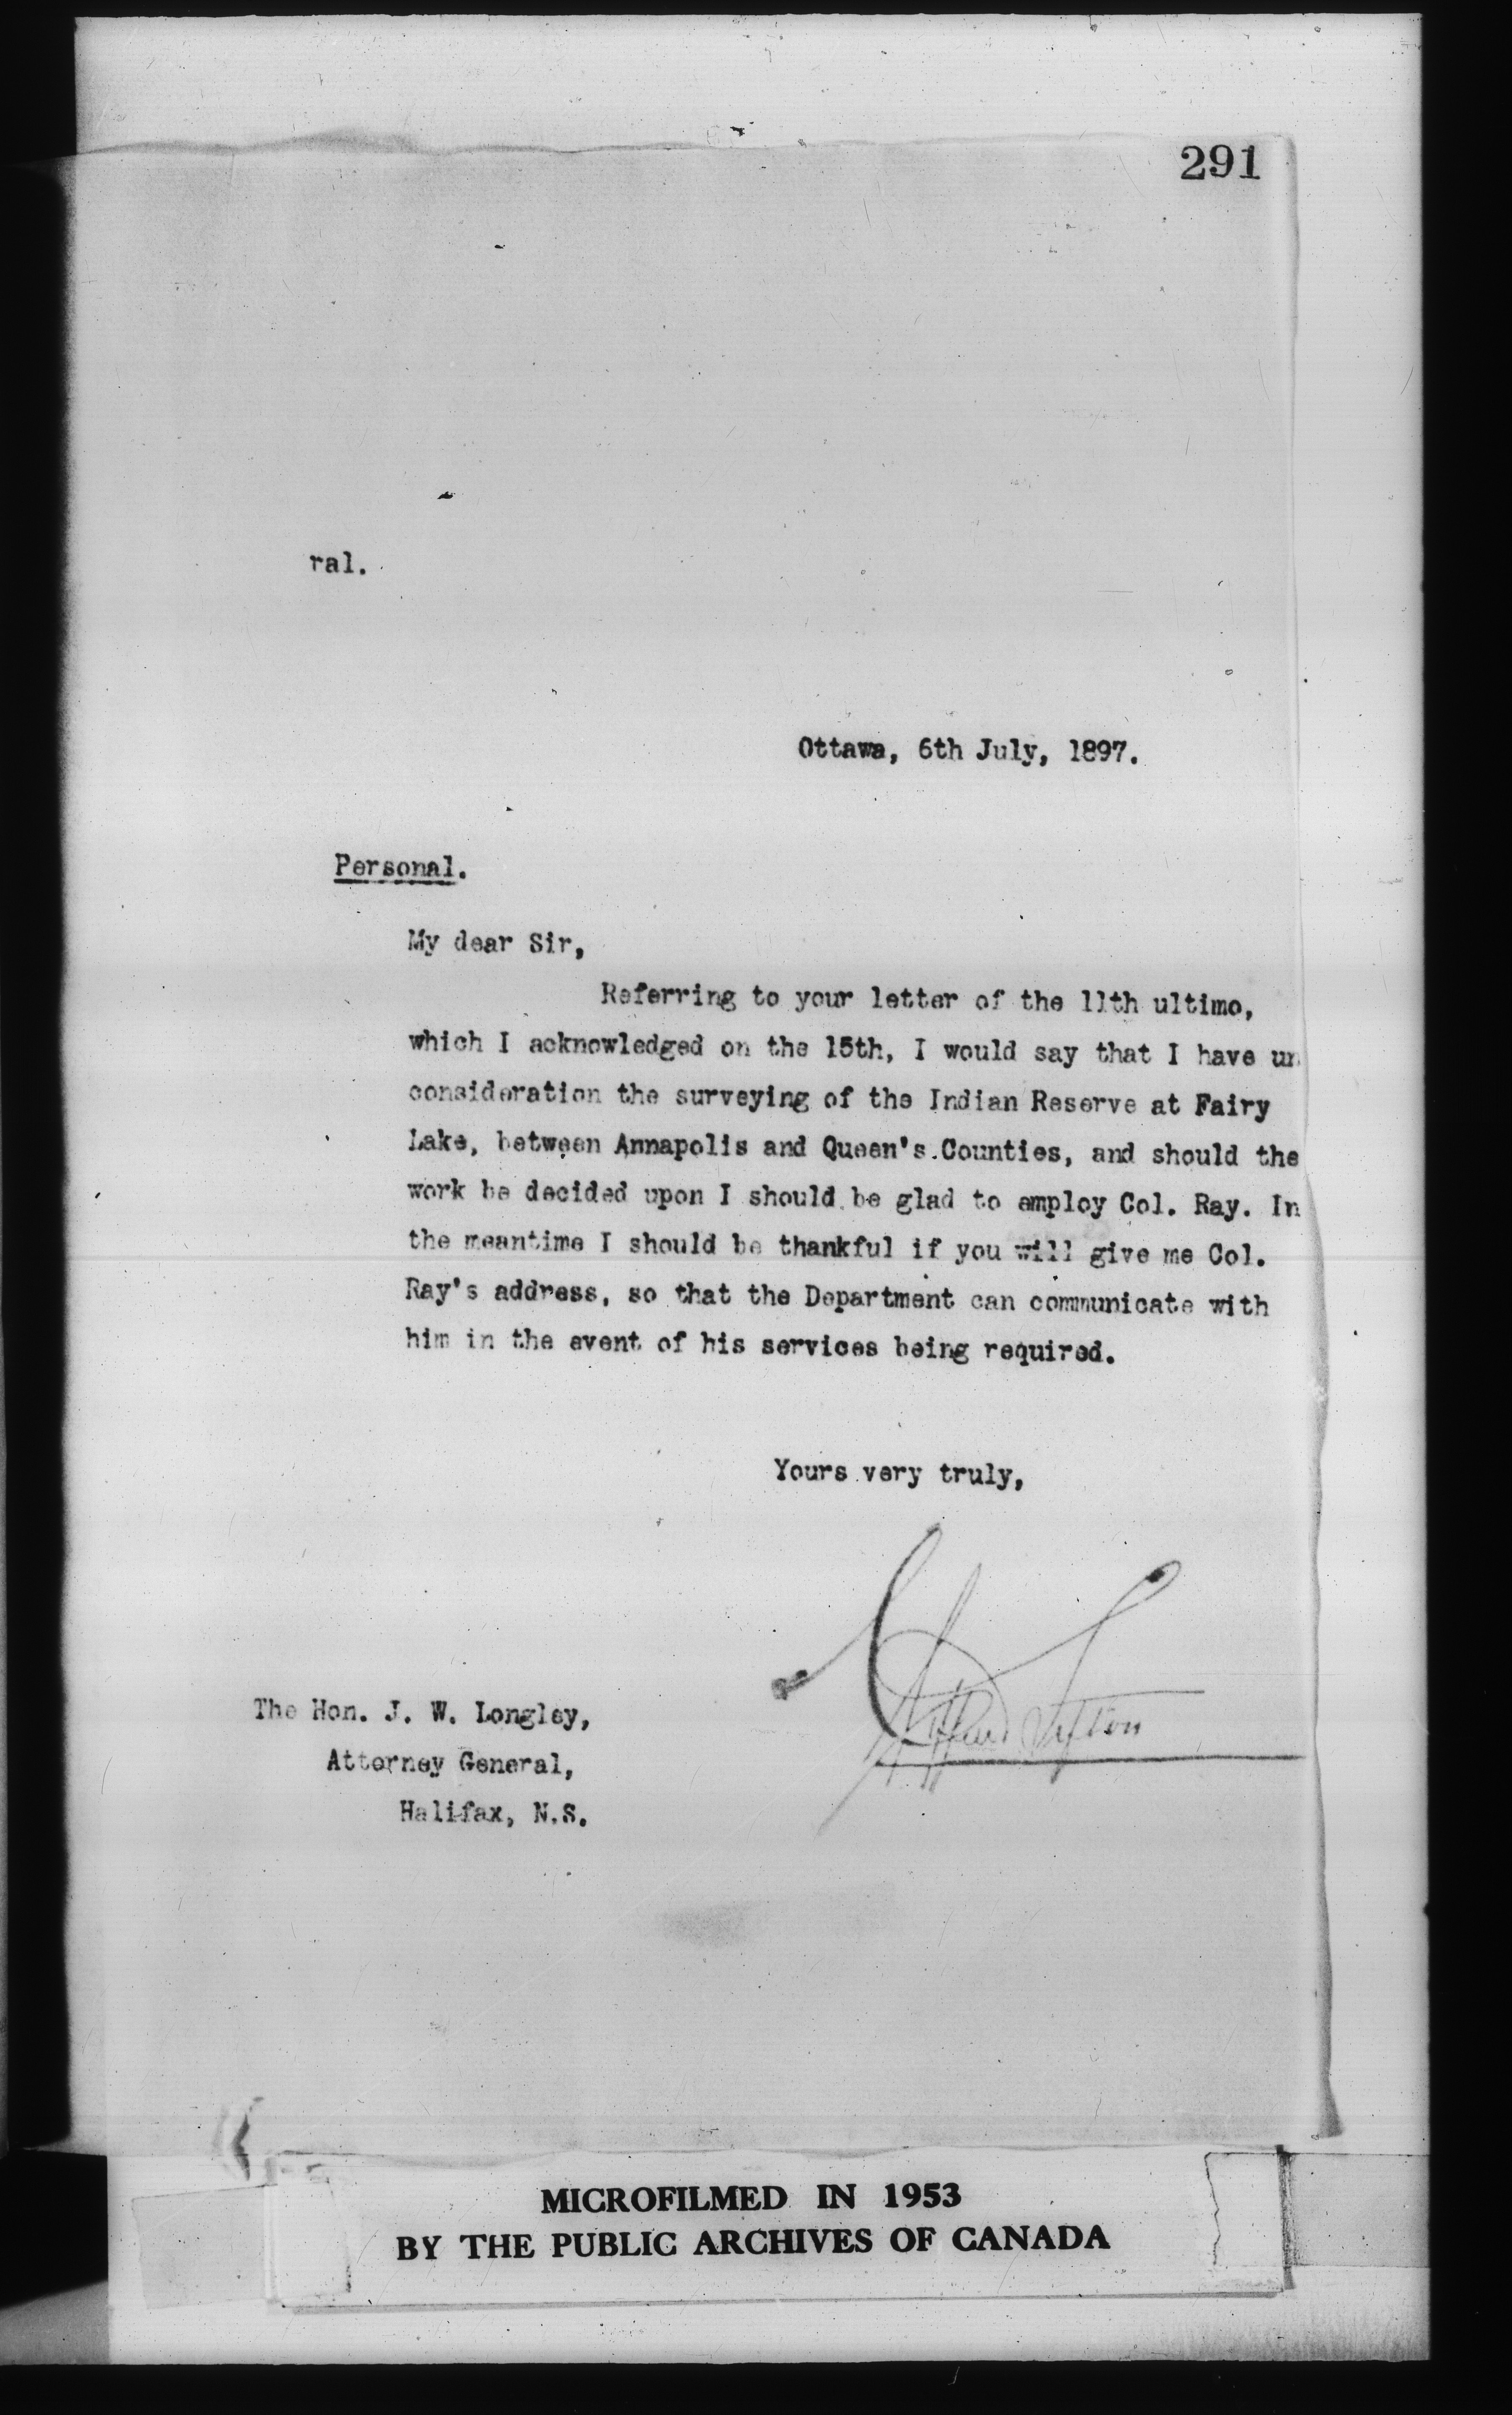 291
ral.
Ottawa, 6th July, 1897.
Personal.
My dear Sir,
Referring to your letter of the 11th ultimo,
which I acknowledged on the 15th, I would say that I have un
consideration the surveying of the Indian Reserve at Fairy
Lake, between Annapolis and Queen's Counties, and should the
work be decided upon I should be glad to employ Col. Ray. In
the meantime I should be thankful if you will give me Col.
Ray's address, so that the Department can communicate with
him in the event of his services being required.
Yours very truly,
Clifford Sifton
The Hon. J. W. Longley,
Attorney General,
Halifax, N.S.
MICROFILMED IN 1953
BY THE PUBLIC ARCHIVES OF CANADA